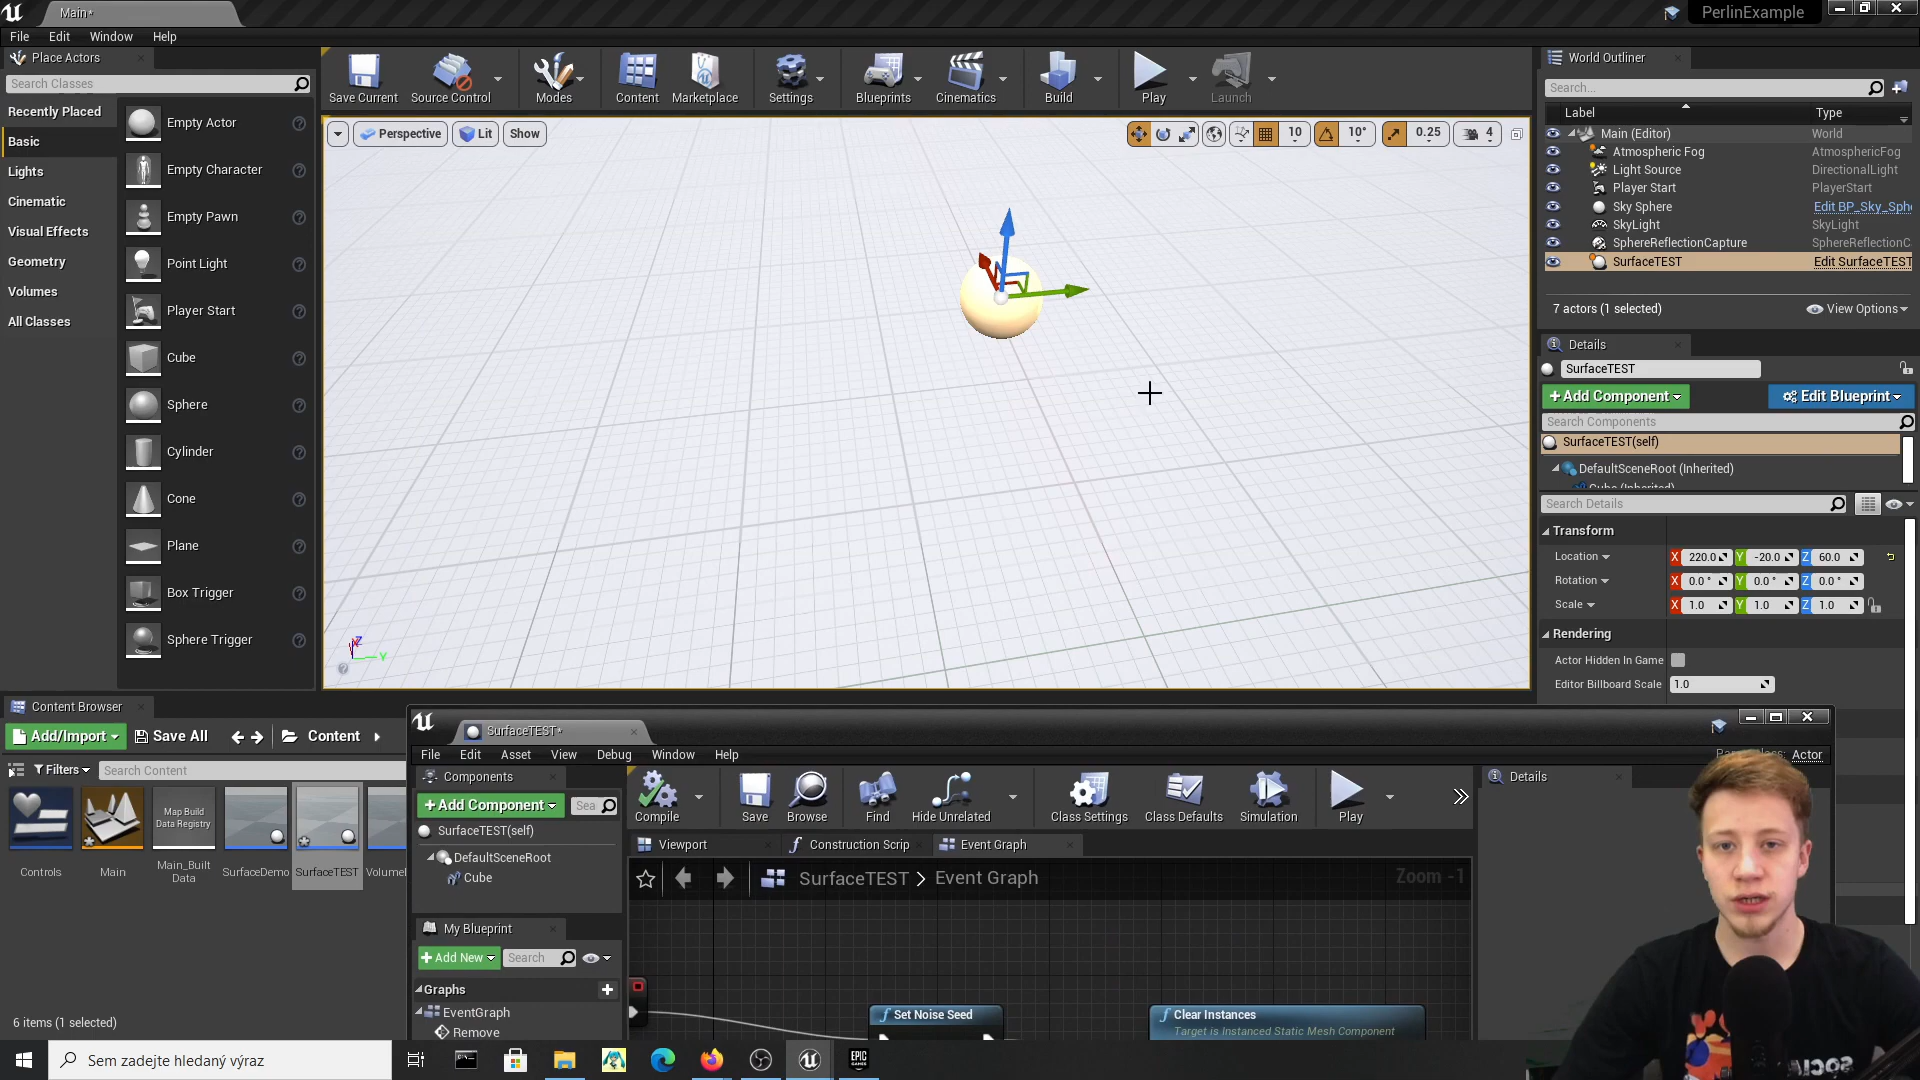 Main*
PerlinExample
File Edit Window Help
Place Actors
Search Classes
Recently Placed
Basic
Lights
Cinematic
Visual Effects
Geometry
Volumes
All Classes
Empty Actor
Empty Character
Empty Pawn
Point Light
Player Start
Cube
Sphere
Cylinder
Cone
Plane
Box Trigger
Sphere Trigger
Save Current
Source Control
Modes
Content
Marketplace
Settings
Blueprints
Cinematics
Build
Play
Launch
Perspective
Lit
Show
10
10°
0.25
4
Z
Y
World Outliner
Search...
Label Type
Main (Editor) World
Atmospheric Fog AtmosphericFog
Light Source DirectionalLight
Player Start PlayerStart
Sky Sphere Edit BP_Sky_Sph
SkyLight SkyLight
SphereReflectionCapture SphereReflectionC
SurfaceTEST Edit SurfaceTEST
7 actors (1 selected)
View Options
Details
SurfaceTEST
+Add Component
Edit Blueprint
Search Components
SurfaceTEST(self)
DefaultSceneRoot (Inherited)
Cube (Inherited)
Search Details
Transform
Location X 220.0 Y -20.0 Z 60.0
Rotation X 0.0 ° Y 0.0 ° Z 0.0 °
Scale X 1.0 Y 1.0 Z 1.0
Rendering
Actor Hidden In Game
Editor Billboard Scale 1.0
Content Browser
Add/Import
Save All
Content
Filters
Search Content
Map Build
Data Registry
Controls
Main
Main_Built
Data
SurfaceDemo
SurfaceTEST
6 items (1 selected)
SurfaceTEST*
File Edit Asset View Debug Window Help
Actor
Components
+Add Component
Sea
SurfaceTEST(self)
DefaultSceneRoot
Cube
My Blueprint
+Add New
Search
Graphs
EventGraph
Remove
Compile
Save
Browse
Find
Hide Unrelated
Class Settings
Class Defaults
Simulation
Play
Details
Viewport
Construction Scrip
Event Graph
SurfaceTEST > Event Graph
Zoom -1
Set Noise Seed
Clear Instances
Target is Instanced Static Mesh Component
Sem zadejte hledaný výraz
EPIC
GAMES